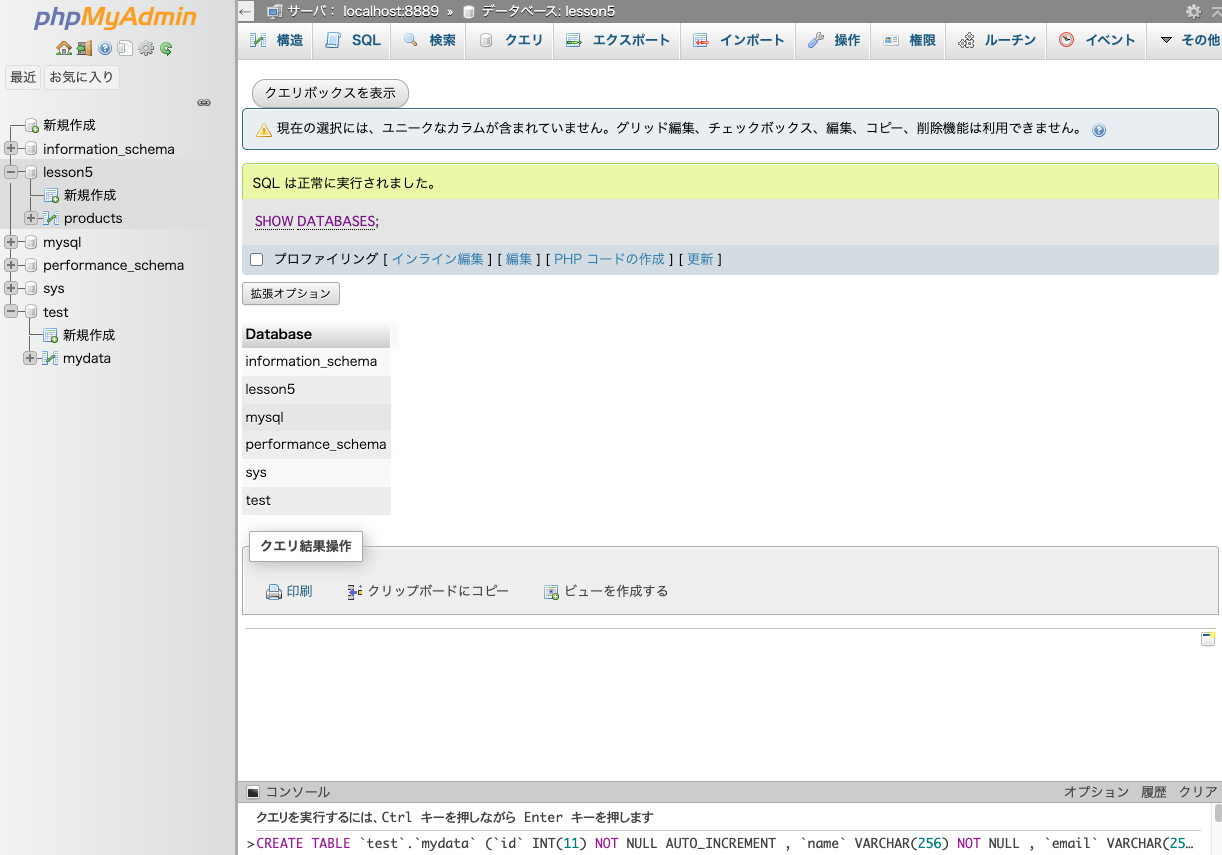 phpMyAdmin
最近 お気に入り
新規作成
information_schema
lesson5
新規作成
products
mysql
performance_schema
sys
test
新規作成
mydata
サーバ: localhost:8889 » データベース: lesson5
構造 SQL 検索 クエリ エクスポート インポート 操作 権限 ルーチン イベント その他
クエリボックスを表示
現在の選択には、ユニークなカラムが含まれていません。グリッド編集、チェックボックス、編集、コピー、削除機能は利用できません。
SQL は正常に実行されました。
SHOW DATABASES;
プロファイリング [ インライン編集 ] [ 編集 ] [ PHP コードの作成 ] [ 更新 ]
拡張オプション
Database
information_schema
lesson5
mysql
performance_schema
sys
test
クエリ結果操作
印刷 クリップボードにコピー ビューを作成する
コンソール オプション 履歴 クリア
クエリを実行するには、Ctrl キーを押しながら Enter キーを押します
>CREATE TABLE `test`.`mydata` (`id` INT(11) NOT NULL AUTO_INCREMENT , `name` VARCHAR(256) NOT NULL , `email` VARCHAR(25…